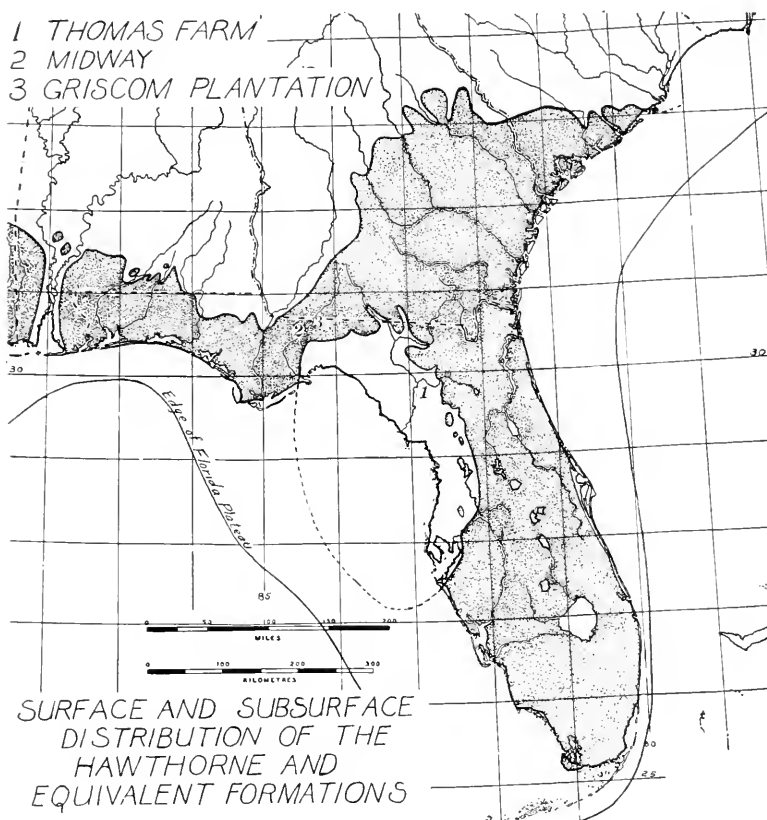 1 THOMAS FARM
2 MIDWAY
3 GRISCOM PLANTATION
30
30
2
3
1
Edge of Florida Plateau
85
0 50 100 150 200
MILES
0 100 200 300
KILOMETRES
80
25
SURFACE AND SUBSURFACE
DISTRIBUTION OF THE
HAWTHORNE AND
EQUIVALENT FORMATIONS